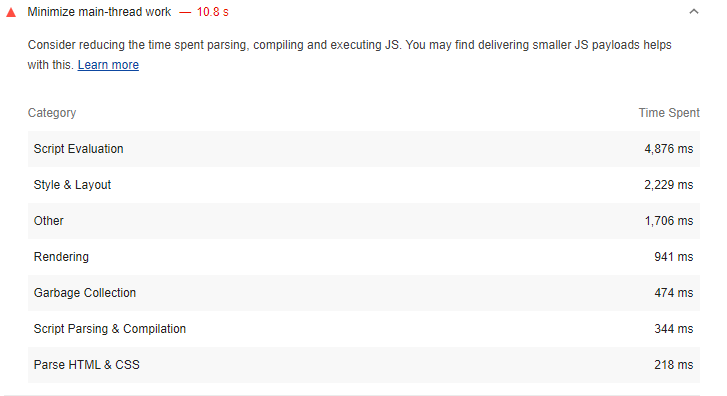 Minimize main-thread work — 10.8 s
Consider reducing the time spent parsing, compiling and executing JS. You may find delivering smaller JS payloads helps
with this. Learn more
Category Time Spent
Script Evaluation 4,876 ms
Style & Layout 2,229 ms
Other 1,706 ms
Rendering 941 ms
Garbage Collection 474 ms
Script Parsing & Compilation 344 ms
Parse HTML & CSS 218 ms